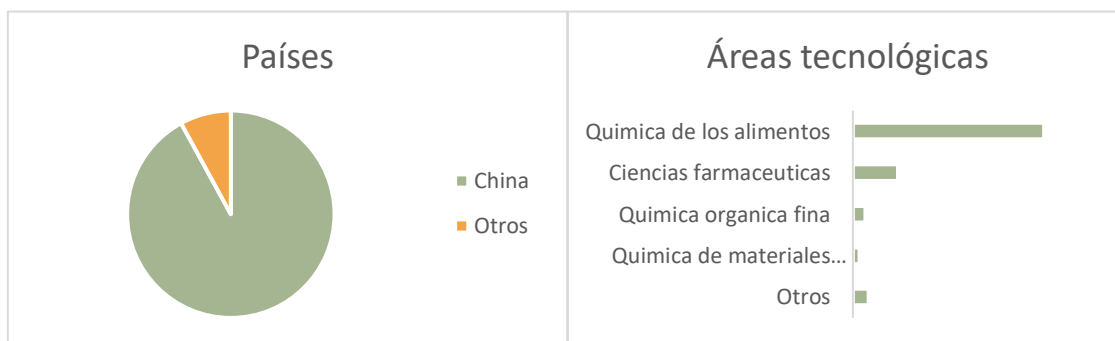 Países
China
Otros
Áreas tecnológicas
Quimica de los alimentos
Ciencias farmaceuticas
Quimica organica fina
Quimica de materiales…
Otros